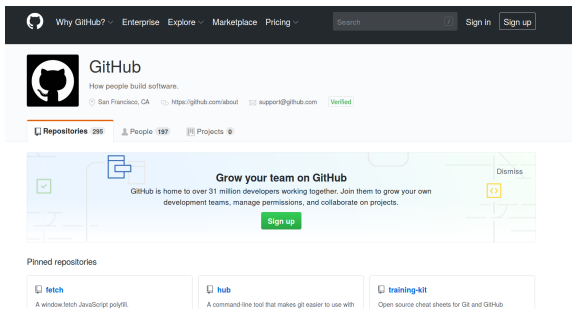 Why GitHub? Enterprise Explore Marketplace Pricing Search / Sign in Sign up
GitHub
How people build software.
San Francisco, CA https://github.com/about support@github.com Verified
Repositories 295 People 197 Projects 0
Dismiss
Grow your team on GitHub
GitHub is home to over 31 million developers working together. Join them to grow your own
development teams, manage permissions, and collaborate on projects.
Sign up
Pinned repositories
fetch hub training-kit
A window.fetch JavaScript polyfill. A command-line tool that makes git easier to use with Open source cheat sheets for Git and GitHub